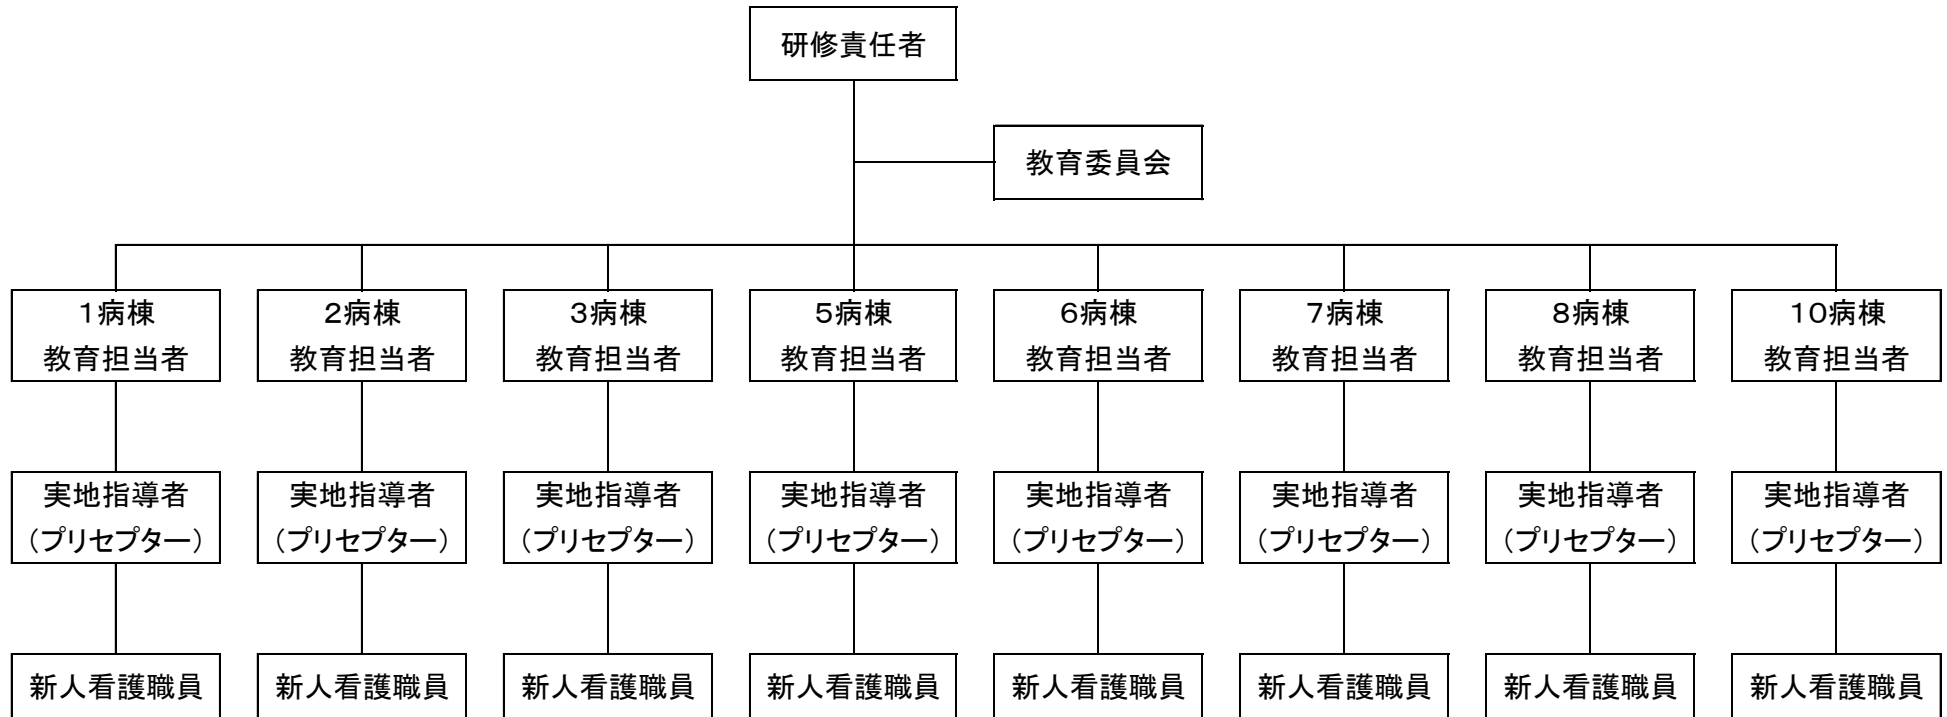 研修責任者
教育委員会
1病棟
教育担当者
2病棟
教育担当者
3病棟
教育担当者
5病棟
教育担当者
6病棟
教育担当者
7病棟
教育担当者
8病棟
教育担当者
10病棟
教育担当者
実地指導者
（プリセプター）
実地指導者
（プリセプター）
実地指導者
（プリセプター）
実地指導者
（プリセプター）
実地指導者
（プリセプター）
実地指導者
（プリセプター）
実地指導者
（プリセプター）
実地指導者
（プリセプター）
新人看護職員
新人看護職員
新人看護職員
新人看護職員
新人看護職員
新人看護職員
新人看護職員
新人看護職員